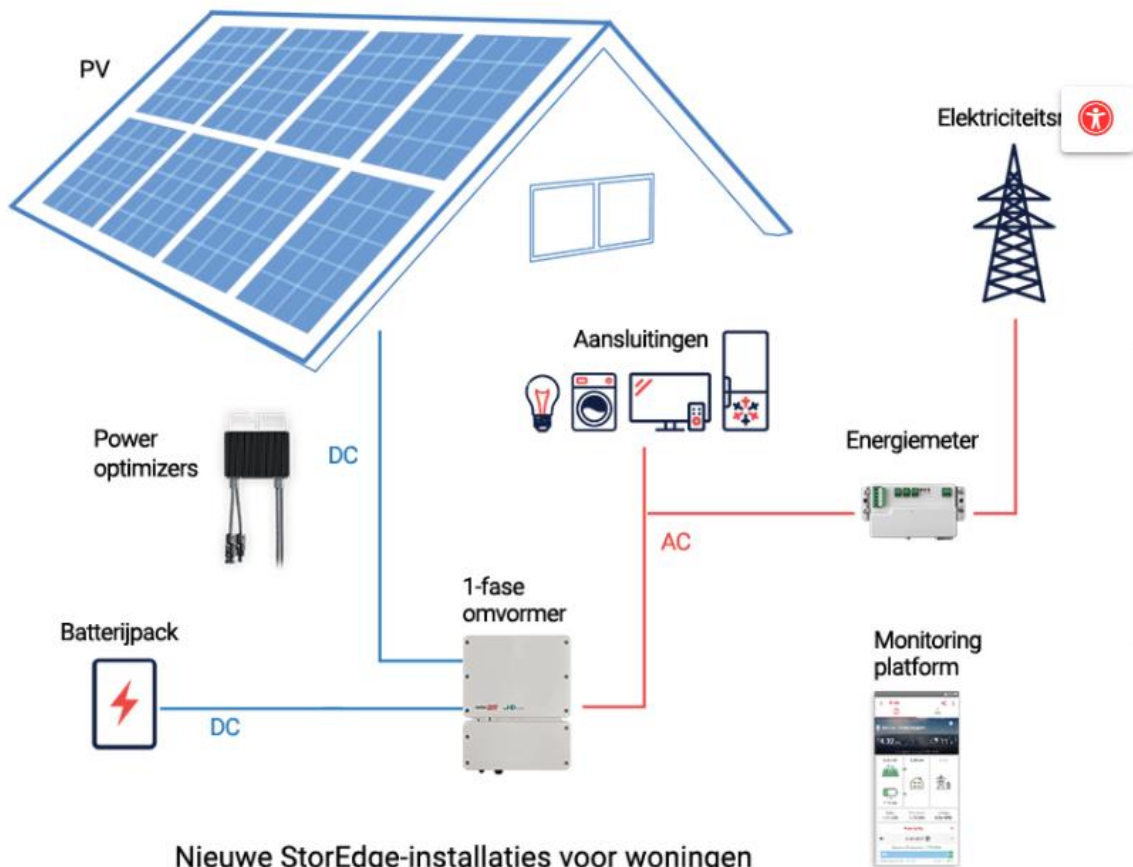 PV
Elektriciteitsr
Aansluitingen
Power
optimizers
DC
Energiemeter
AC
1-fase
omvormer
Batterijpack
DC
Monitoring
platform
Nieuwe StorEdge-installaties voor woningen